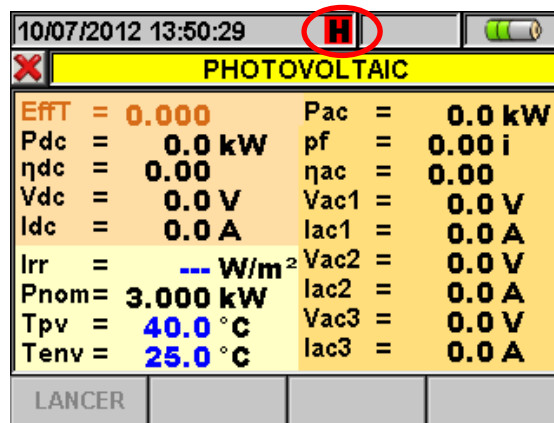 10/07/2012 13:50:29 H
PHOTOVOLTAIC
EffT = 0.000
Pdc = 0.0 kW
ηdc = 0.00
Vdc = 0.0 V
Idc = 0.0 A
Irr = --- W/m²
Pnom= 3.000 kW
Tpv = 40.0 °C
Tenv = 25.0 °C
Pac = 0.0 kW
pf = 0.00 i
ηac = 0.00
Vac1 = 0.0 V
Iac1 = 0.0 A
Vac2 = 0.0 V
Iac2 = 0.0 A
Vac3 = 0.0 V
Iac3 = 0.0 A
LANCER